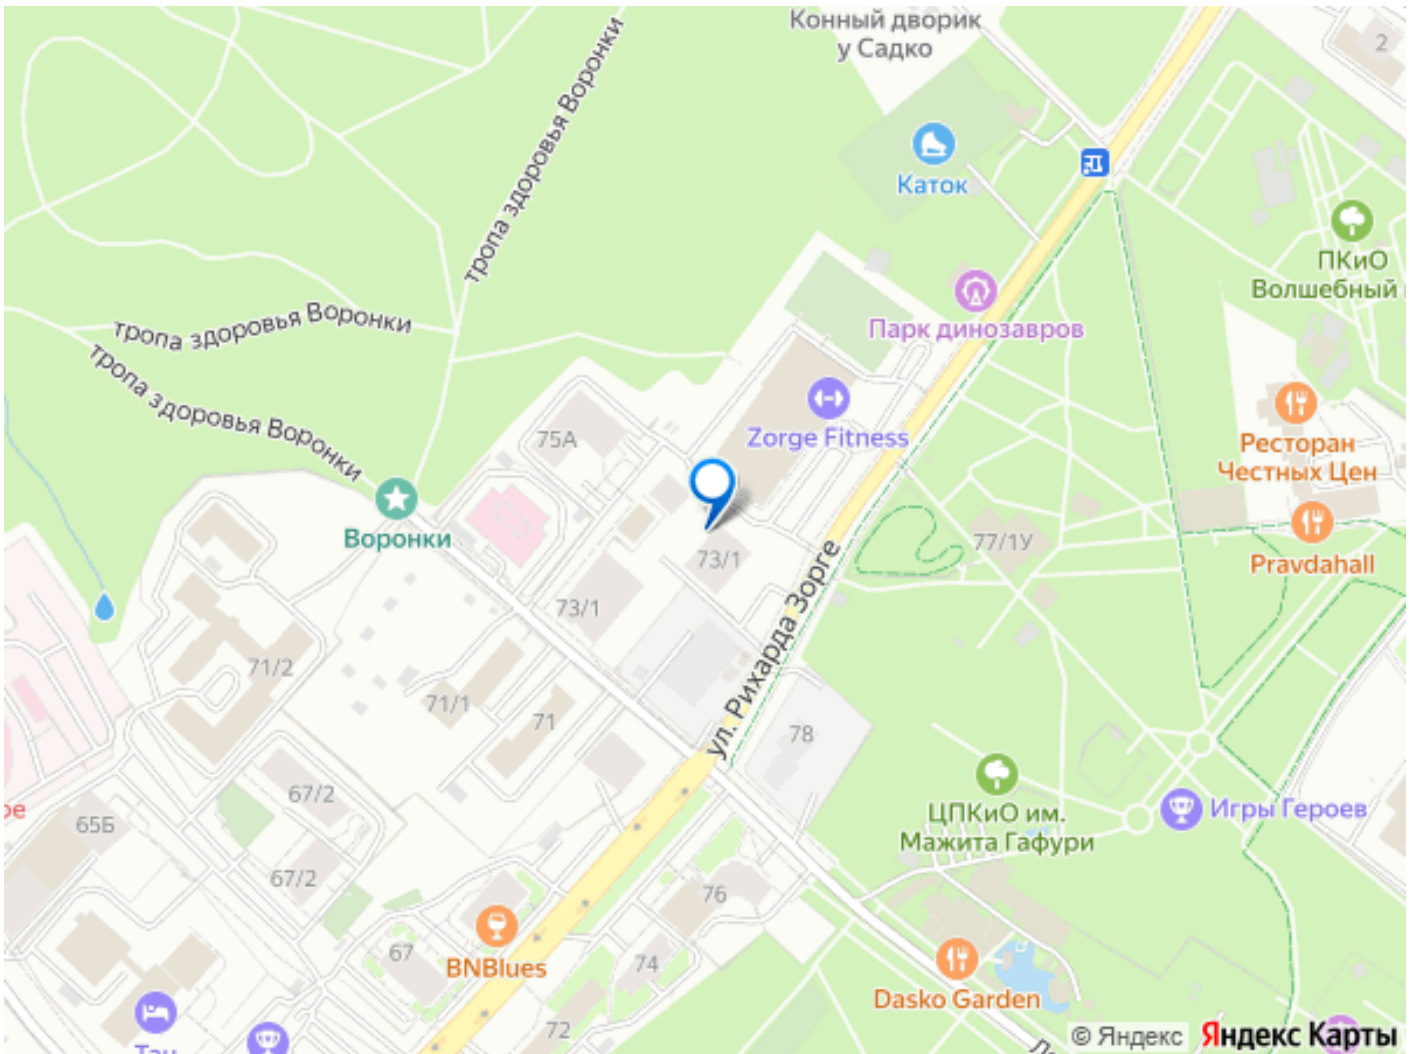 Конный дворик
у Садко
2
Каток
тропа здоровья Воронки
ПКиО
Волшебный
Парк динозавров
тропа здоровья Воронки
тропа здоровья Воронки
75А
Zorge Fitness
Ресторан
Честных Цен
Воронки
73/1
77/1У
Pravdahall
73/1
ул. Рихарда Зорге
71/2
71/1
71
78
67/2
65Б
ЦПКиО им.
Мажита Гафури
Игры Героев
67/2
76
67
BNBlues
74
Dasko Garden
72
© Яндекс Яндекс Карты